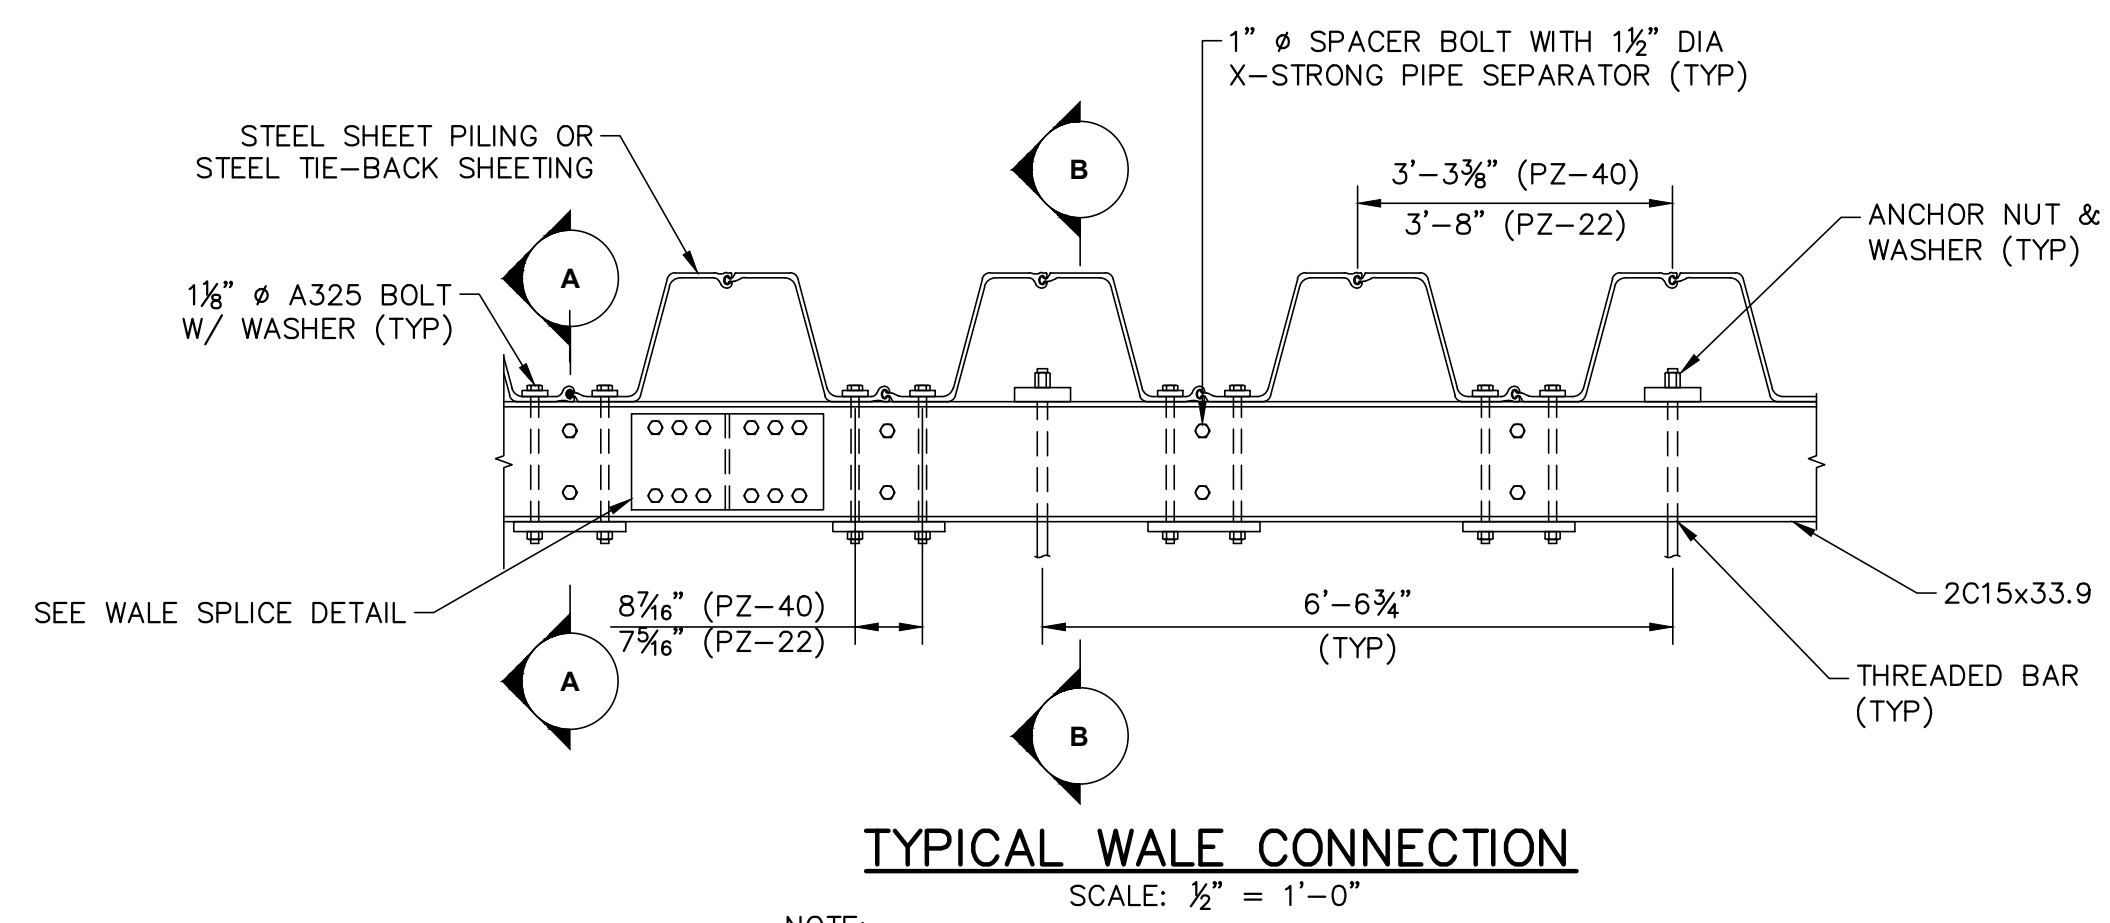 1” ø SPACER BOLT WITH 1½” DIA
X–STRONG PIPE SEPARATOR (TYP)
STEEL SHEET PILING OR
STEEL TIE–BACK SHEETING
B
3’–3⅜” (PZ–40)
3’–8” (PZ–22)
ANCHOR NUT &
WASHER (TYP)
A
1⅛” ø A325 BOLT
W/ WASHER (TYP)
SEE WALE SPLICE DETAIL
8⁷⁄₁₆” (PZ–40)
7⁵⁄₁₆” (PZ–22)
6’–6¾”
(TYP)
2C15x33.9
THREADED BAR
(TYP)
A
B
TYPICAL WALE CONNECTION
SCALE: ½” = 1’–0”
NOTE: